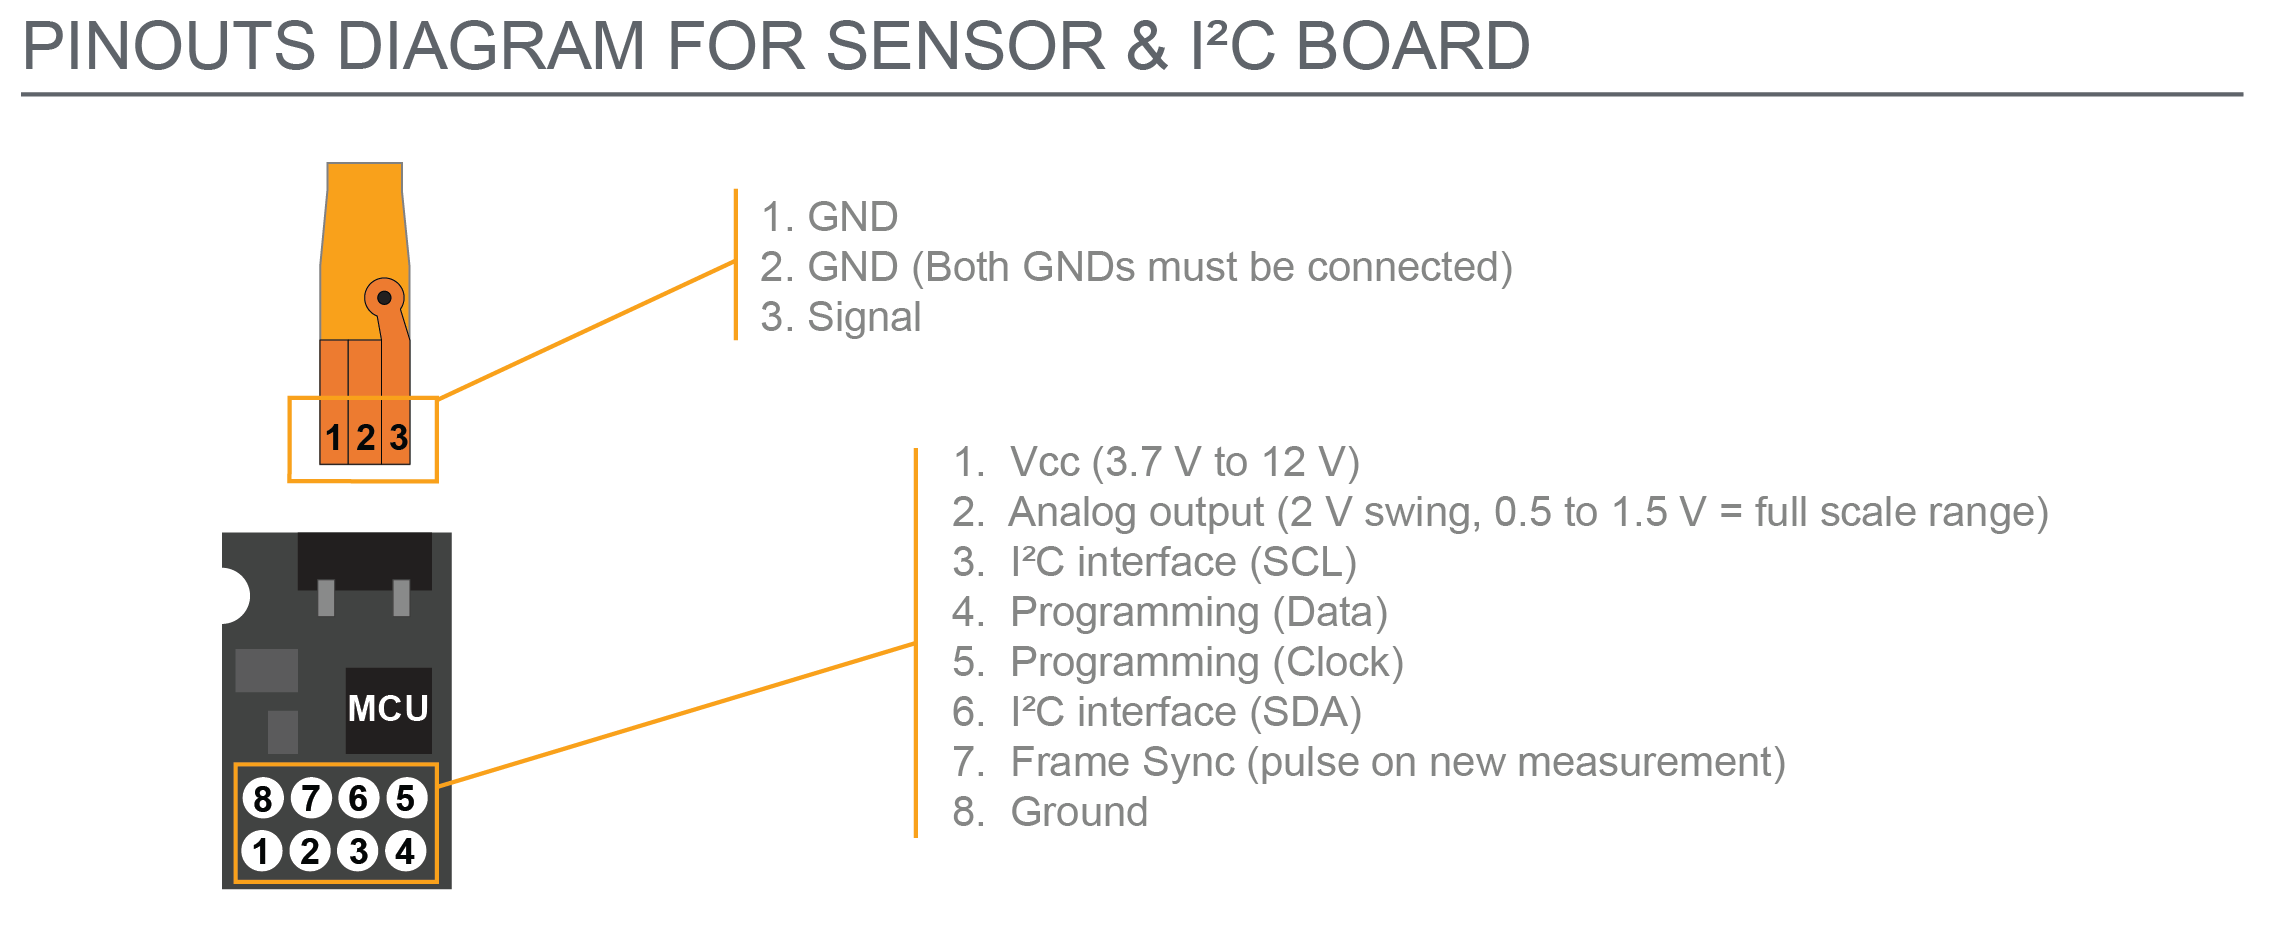 PINOUTS DIAGRAM FOR SENSOR & I²C BOARD
1. GND
2. GND (Both GNDs must be connected)
3. Signal
1 2 3
1. Vcc (3.7 V to 12 V)
2. Analog output (2 V swing, 0.5 to 1.5 V = full scale range)
3. I²C interface (SCL)
4. Programming (Data)
5. Programming (Clock)
6. I²C interface (SDA)
7. Frame Sync (pulse on new measurement)
8. Ground
MCU
8 7 6 5
1 2 3 4